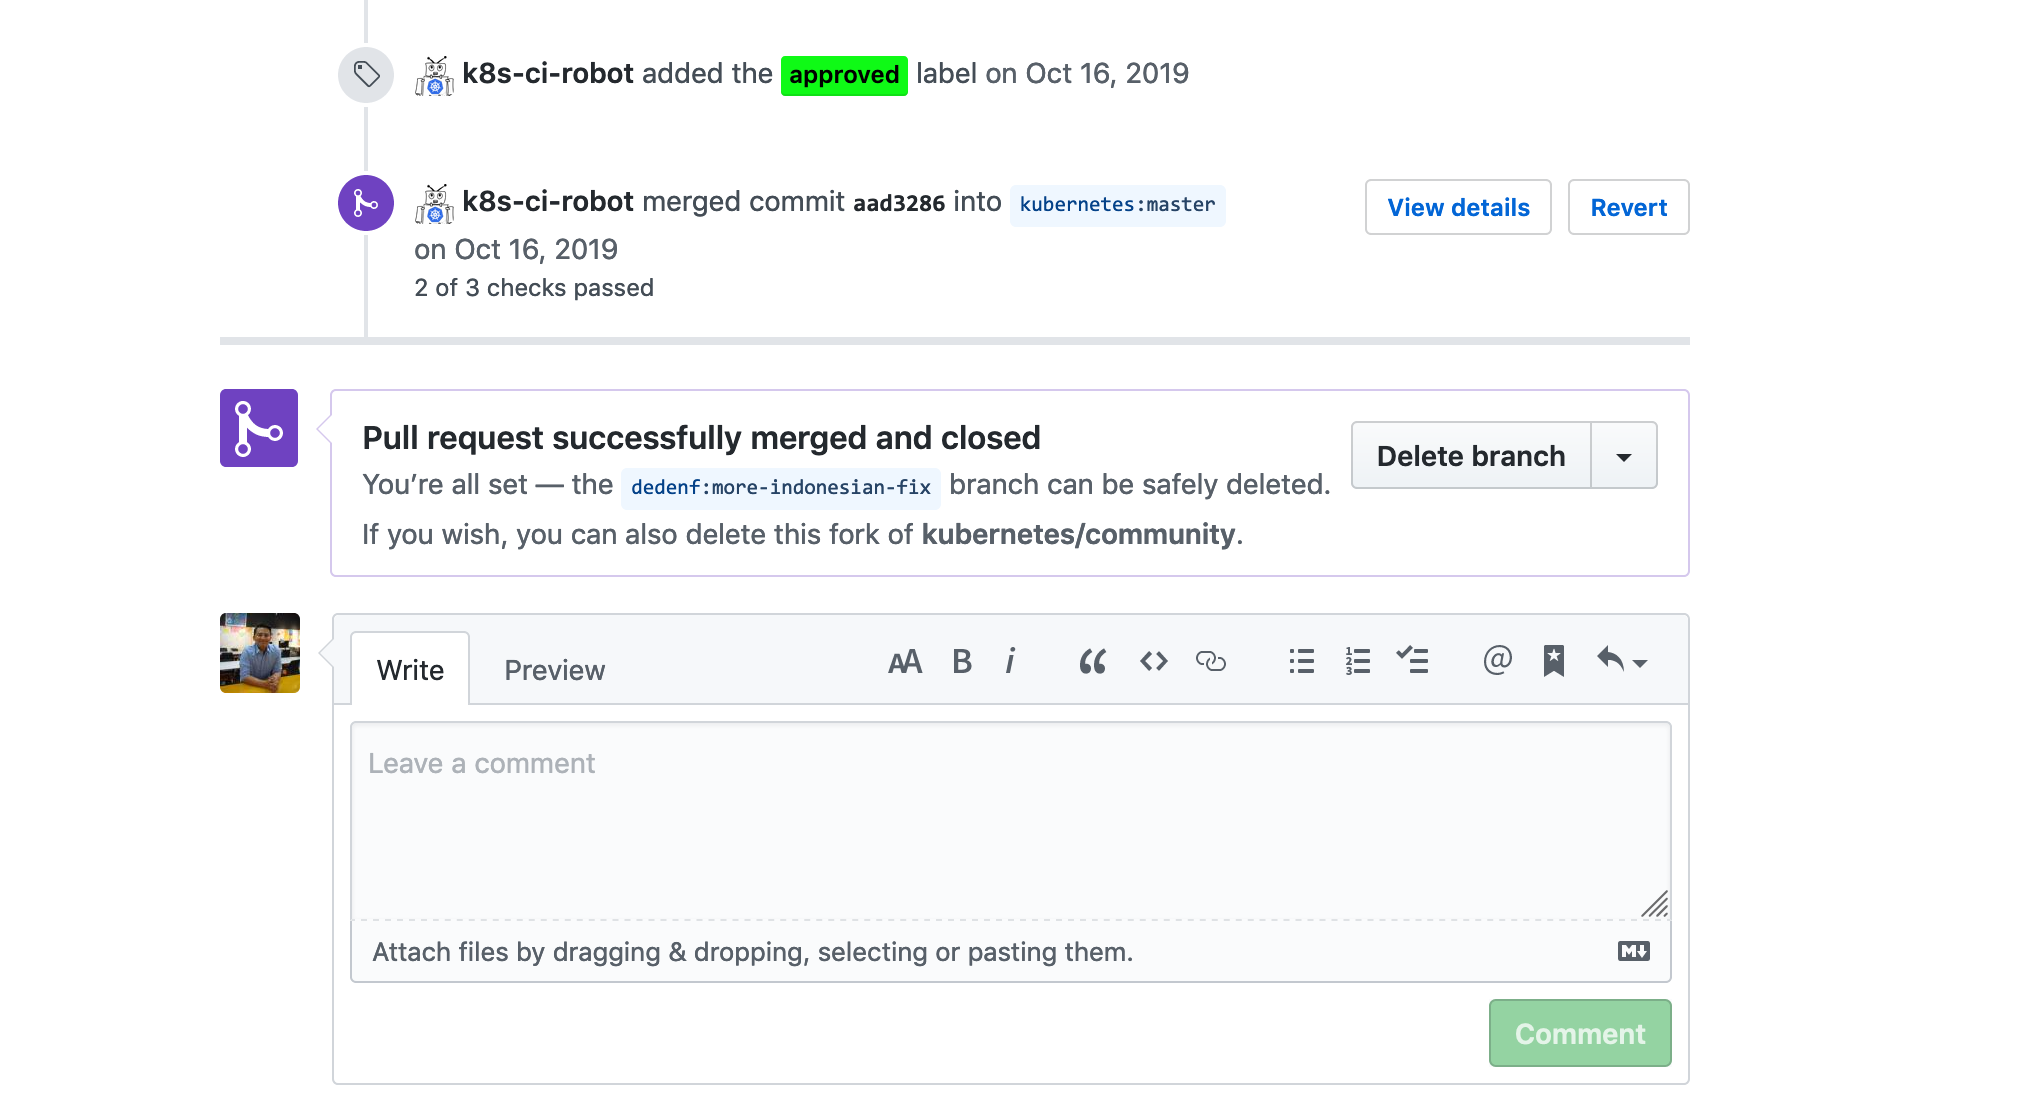 k8s-ci-robot added the approved label on Oct 16, 2019
k8s-ci-robot merged commit aad3286 into kubernetes:master
on Oct 16, 2019
2 of 3 checks passed
View details
Revert
Pull request successfully merged and closed
You’re all set — the dedenf:more-indonesian-fix branch can be safely deleted.
If you wish, you can also delete this fork of kubernetes/community.
Delete branch
Write
Preview
AA B i “ <> @
Leave a comment
Attach files by dragging & dropping, selecting or pasting them.
M
Comment